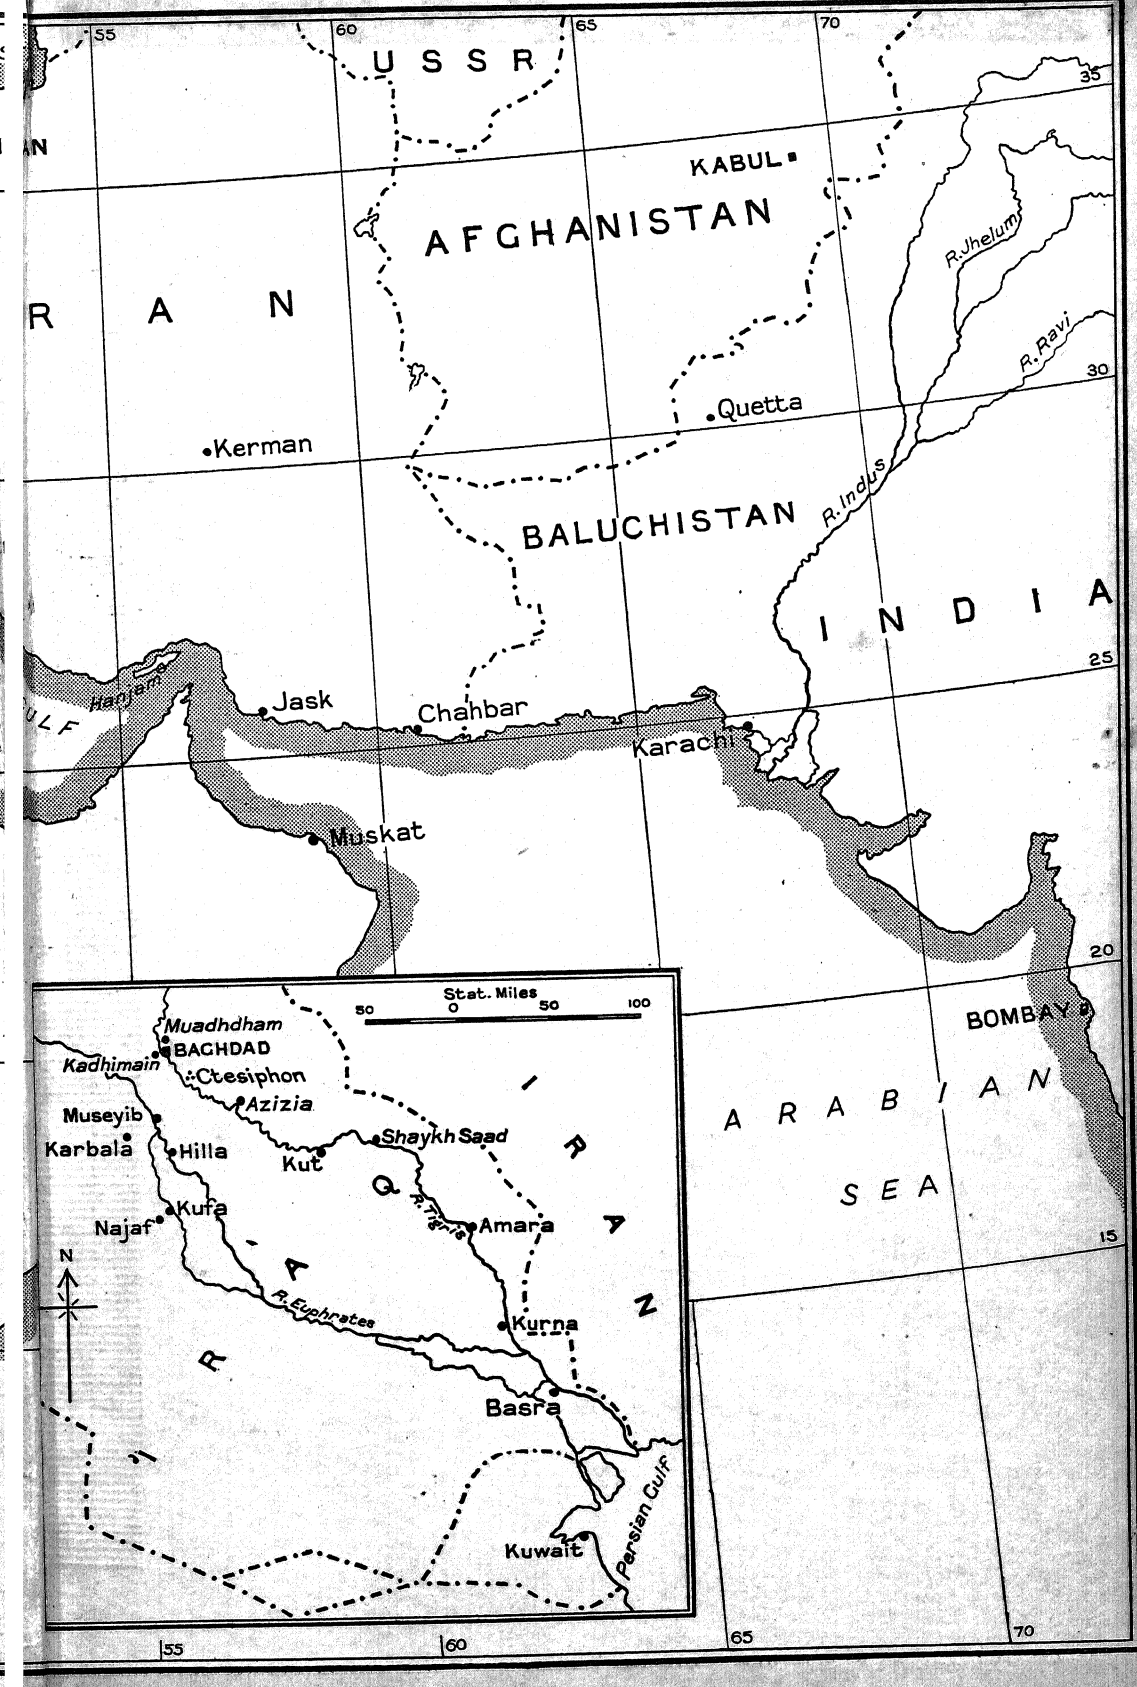 55
60
65
70
U S S R
35
AN
KABUL
AFGHANISTAN
R. Jhelum
R A N
R. Ravi
30
Quetta
Kerman
R. Indus
BALUCHISTAN
I N D I A
25
Hanjam
ULF
Jask
Chahbar
Karachi
Muskat
20
BOMBAY
A R A B I A N
S E A
15
Stat. Miles
50 0 50 100
Muadhdham
BAGHDAD
Kadhimain
Ctesiphon
Azizia
Museyib
Karbala
Hilla
Shaykh Saad
Kut
I R A N
Kufa
Najaf
R. Tigris
Amara
N
R. Euphrates
Kurna
I R A Q
Basra
Kuwait
Persian Gulf
55
60
65
70